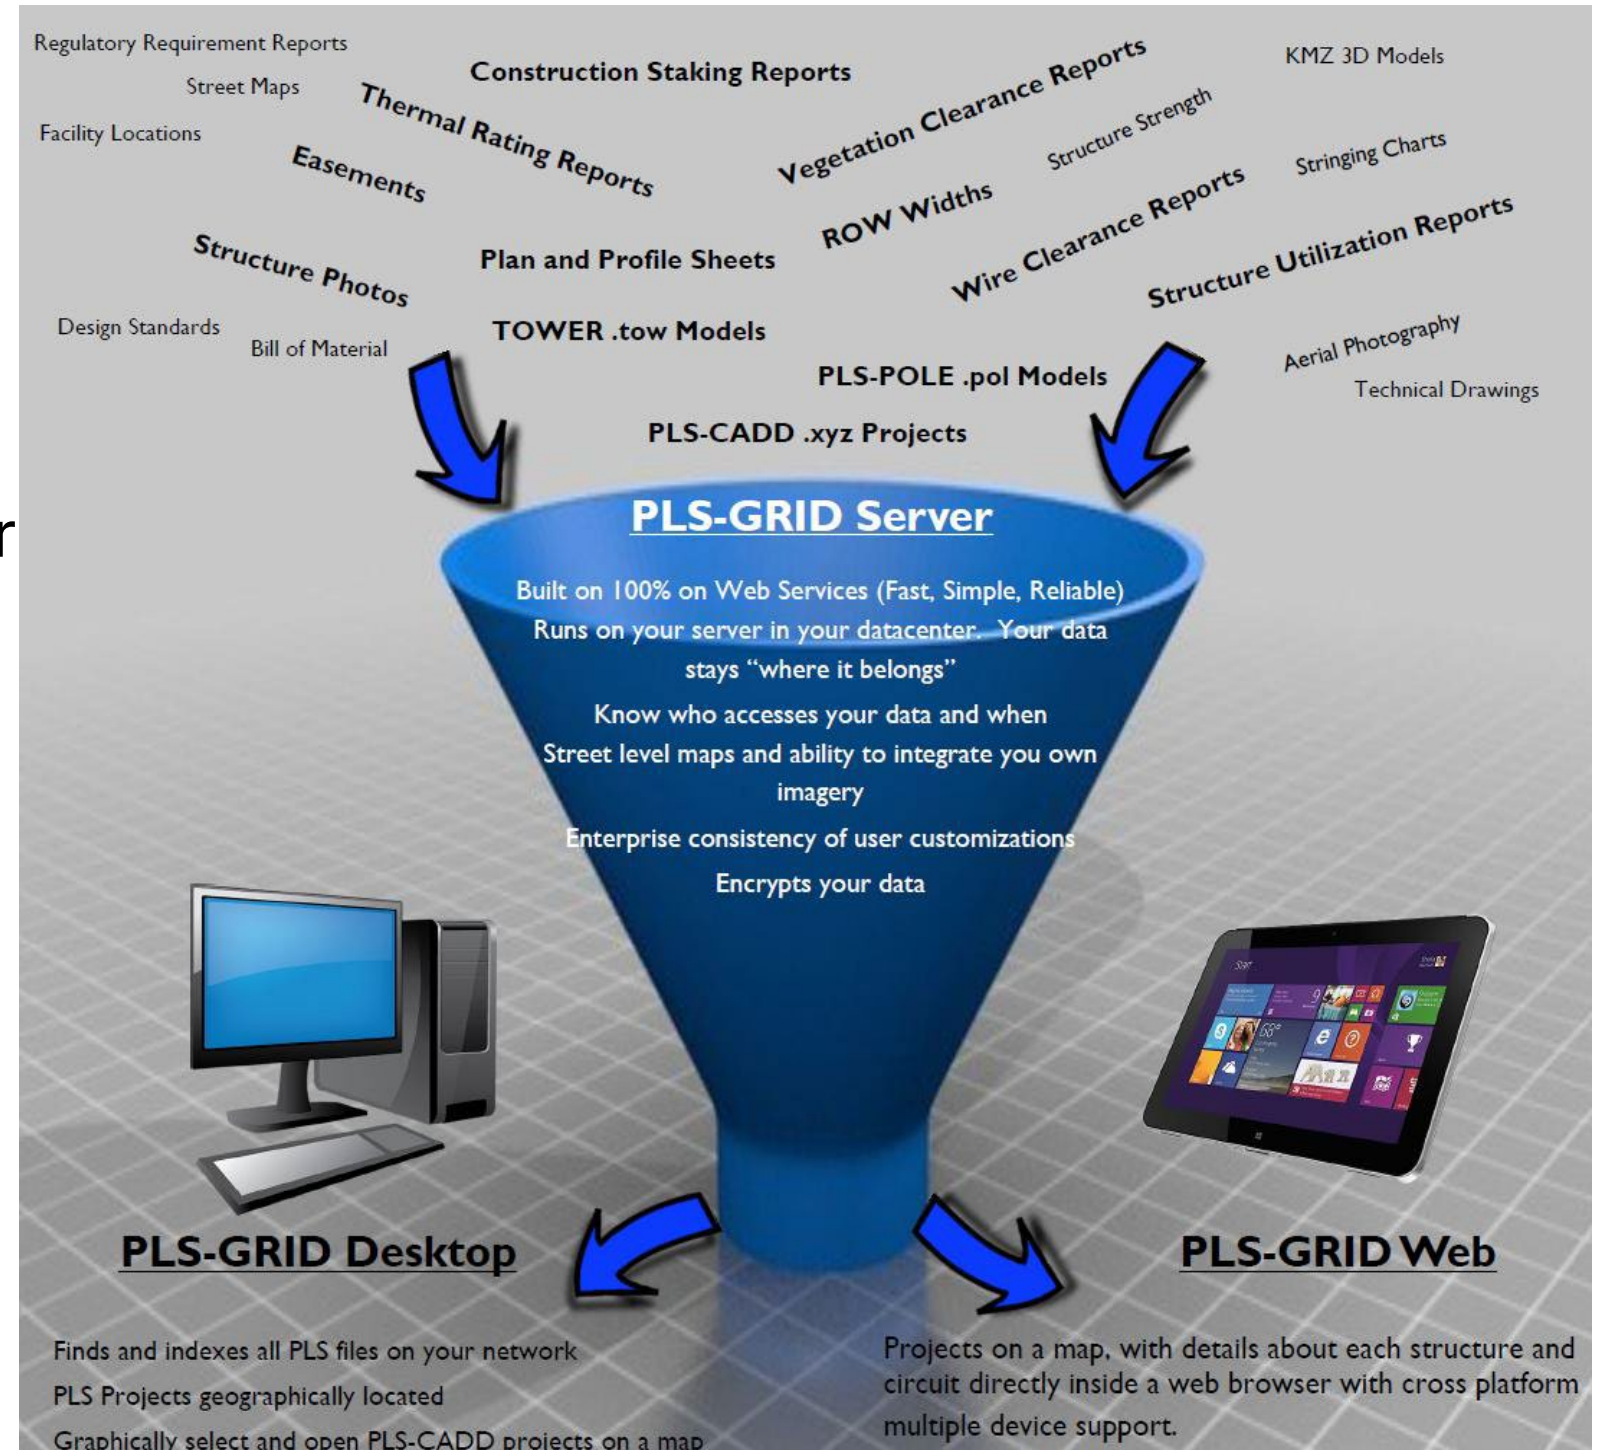 Regulatory Requirement Reports
Street Maps
Facility Locations
Construction Staking Reports
Thermal Rating Reports
Easements
Vegetation Clearance Reports
KMZ 3D Models
Structure Strength
Stringing Charts
ROW Widths
Wire Clearance Reports
Structure Utilization Reports
Structure Photos
Plan and Profile Sheets
Design Standards
Bill of Material
TOWER .tow Models
Aerial Photography
PLS-POLE .pol Models
Technical Drawings
PLS-CADD .xyz Projects
r
PLS-GRID Server
Built on 100% on Web Services (Fast, Simple, Reliable)
Runs on your server in your datacenter. Your data
stays “where it belongs”
Know who accesses your data and when
Street level maps and ability to integrate you own
imagery
Enterprise consistency of user customizations
Encrypts your data
Start
9
68°
PLS-GRID Desktop
Finds and indexes all PLS files on your network
PLS Projects geographically located
Graphically select and open PLS-CADD projects on a map
PLS-GRID Web
Projects on a map, with details about each structure and
circuit directly inside a web browser with cross platform
multiple device support.